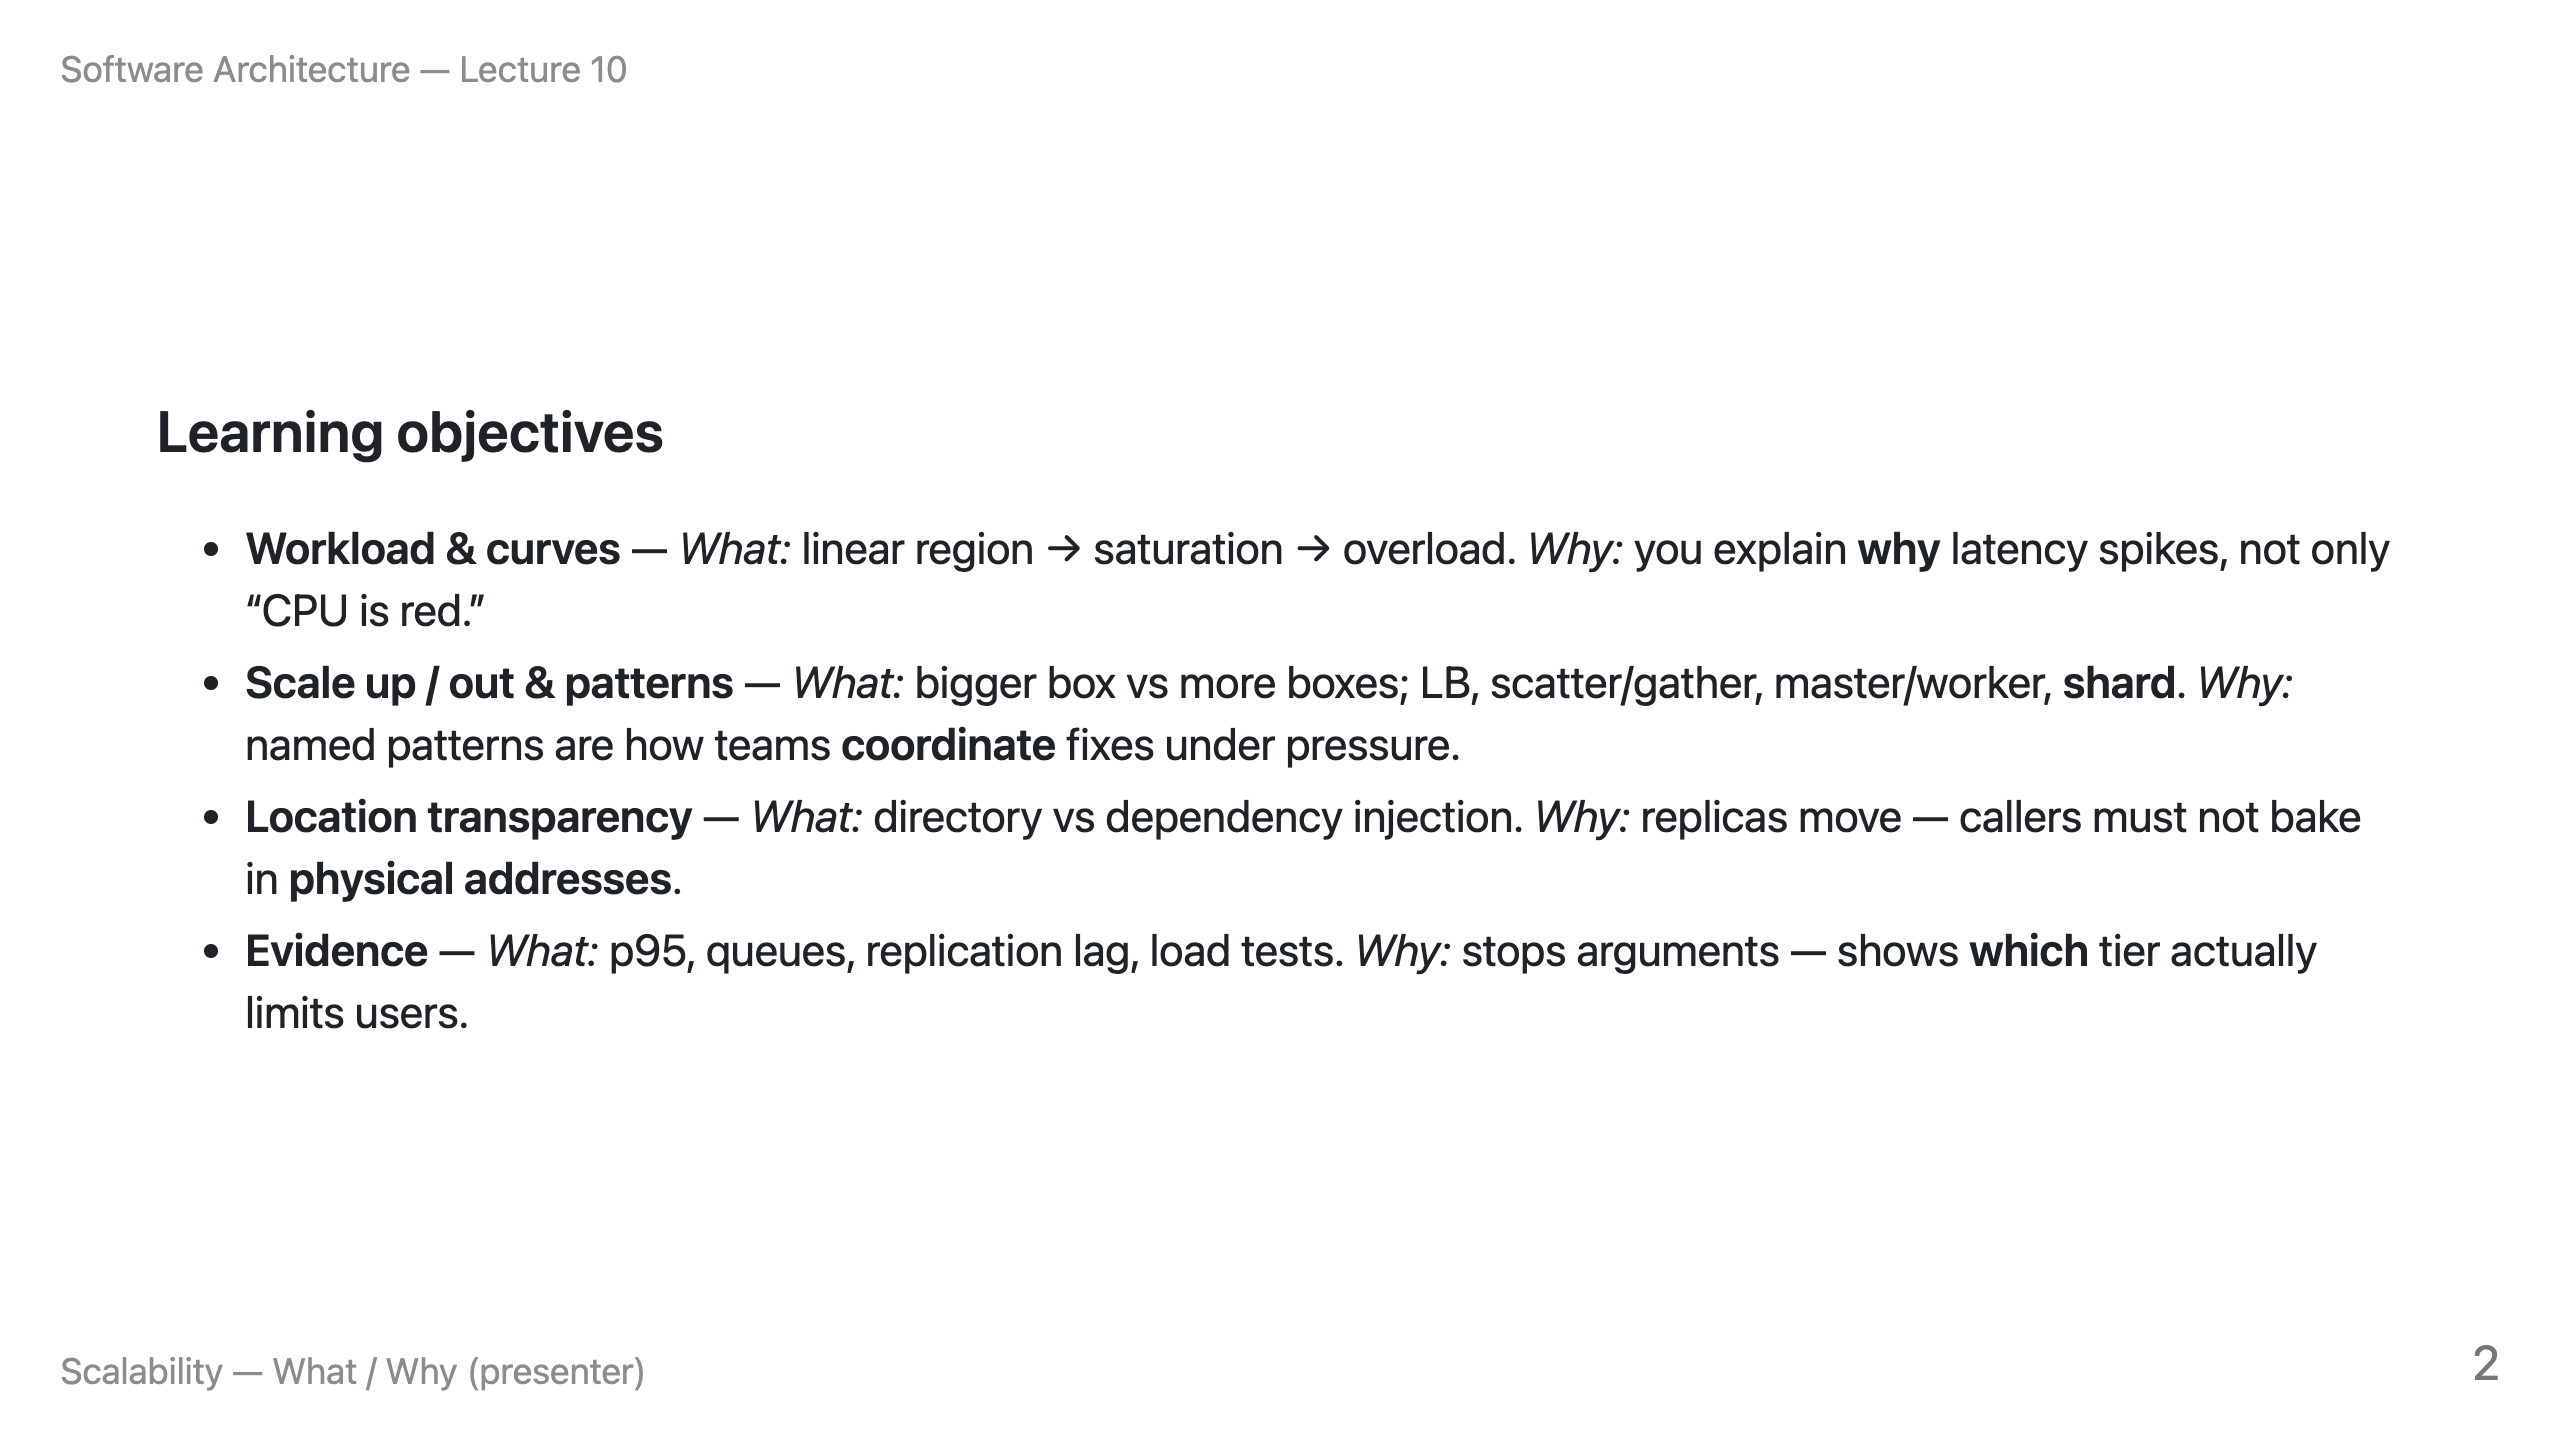 Software Architecture — Lecture 10
Learning objectives
• Workload & curves — What: linear region → saturation → overload. Why: you explain why latency spikes, not only
“CPU is red.”
• Scale up / out & patterns — What: bigger box vs more boxes; LB, scatter/gather, master/worker, shard. Why:
named patterns are how teams coordinate fixes under pressure.
• Location transparency — What: directory vs dependency injection. Why: replicas move — callers must not bake
in physical addresses.
• Evidence — What: p95, queues, replication lag, load tests. Why: stops arguments — shows which tier actually
limits users.
Scalability — What / Why (presenter)
2